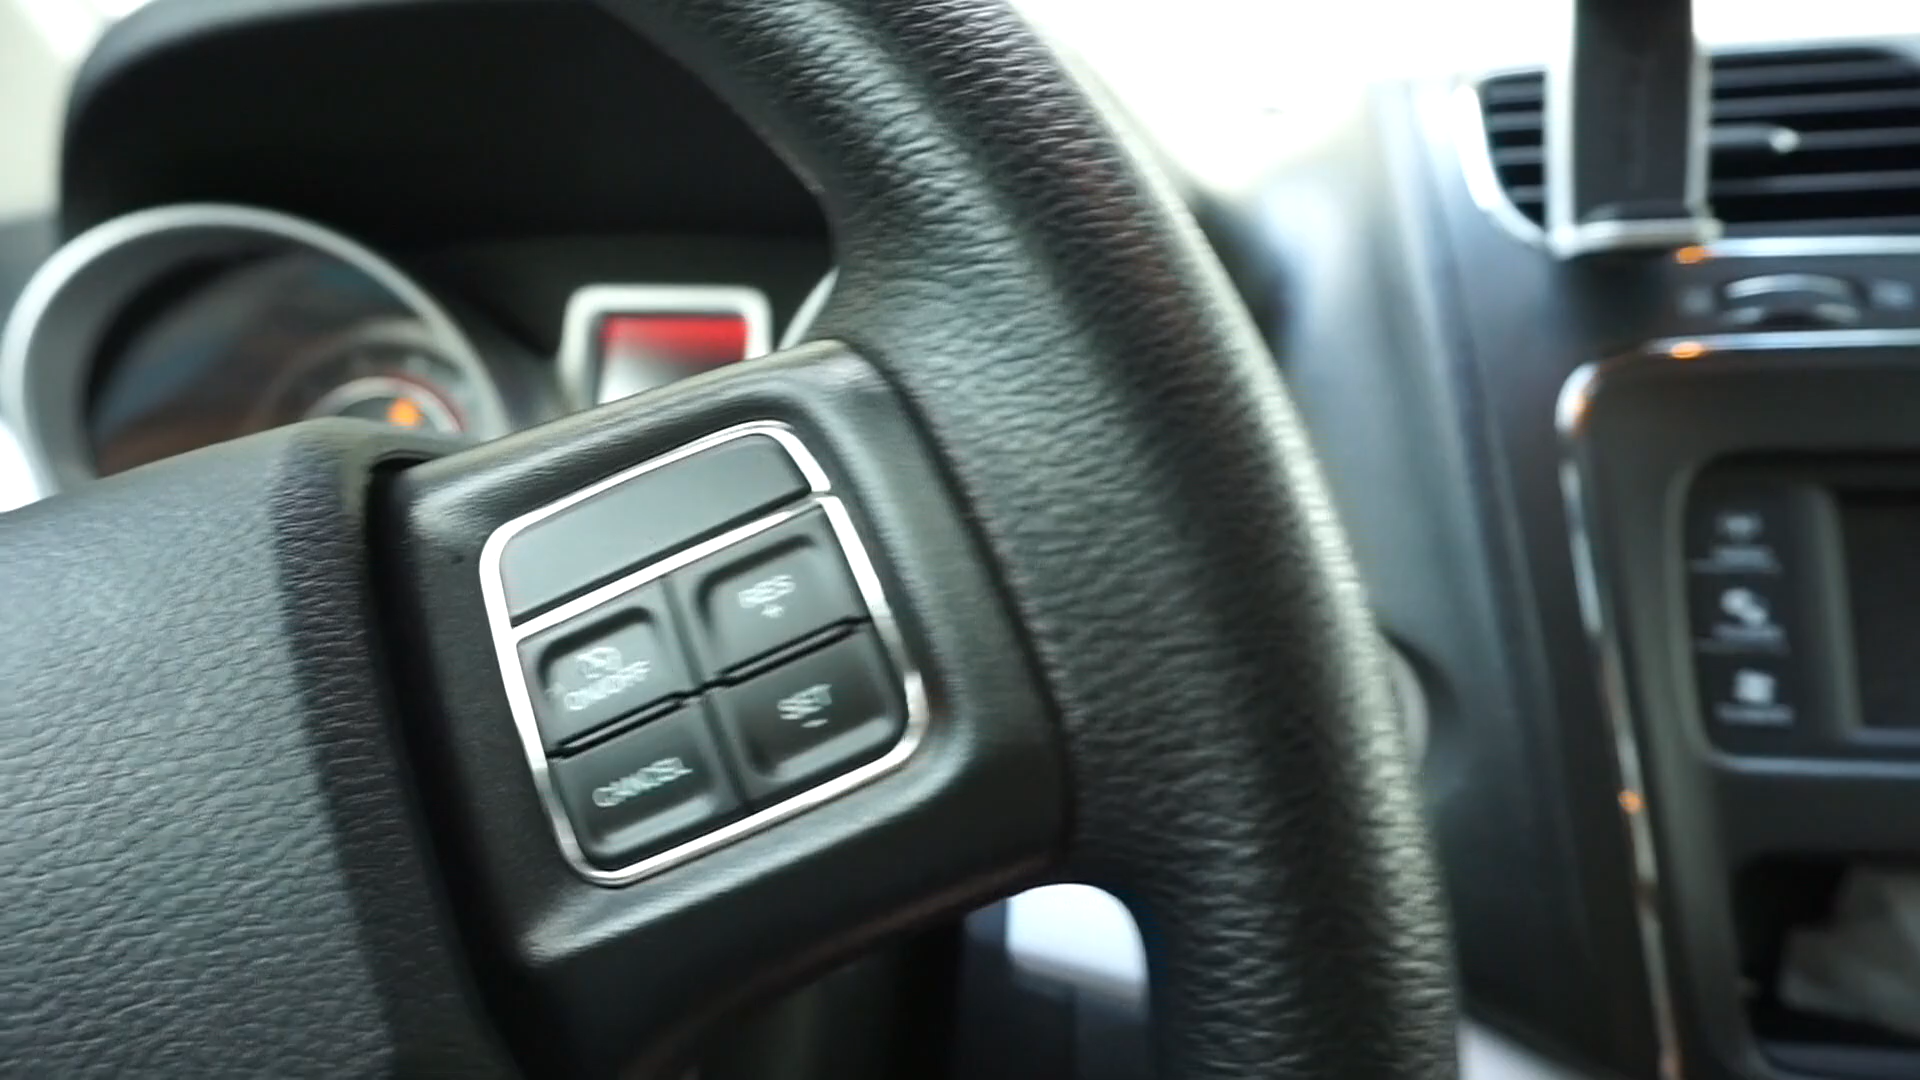 RES
+
ON/OFF
SET
-
CANCEL